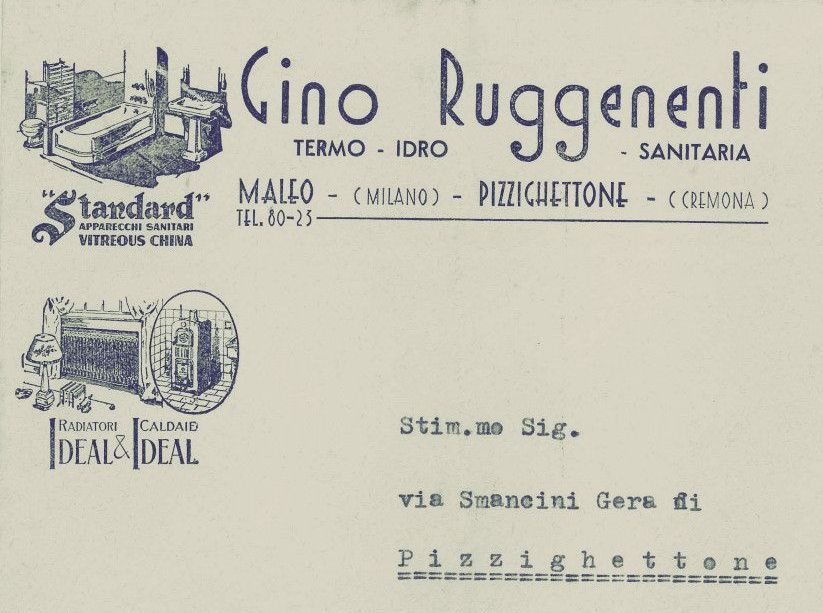 Gino Ruggenenti
TERMO - IDRO - SANITARIA
MALEO - (MILANO) - PIZZIGHETTONE - (CREMONA)
TEL. 80-23
"Standard"
APPARECCHI SANITARI
VITREOUS CHINA
RADIATORI CALDAIE
IDEAL & IDEAL
Stim.mo Sig.
via Smancini Gera di
Pizzighettone